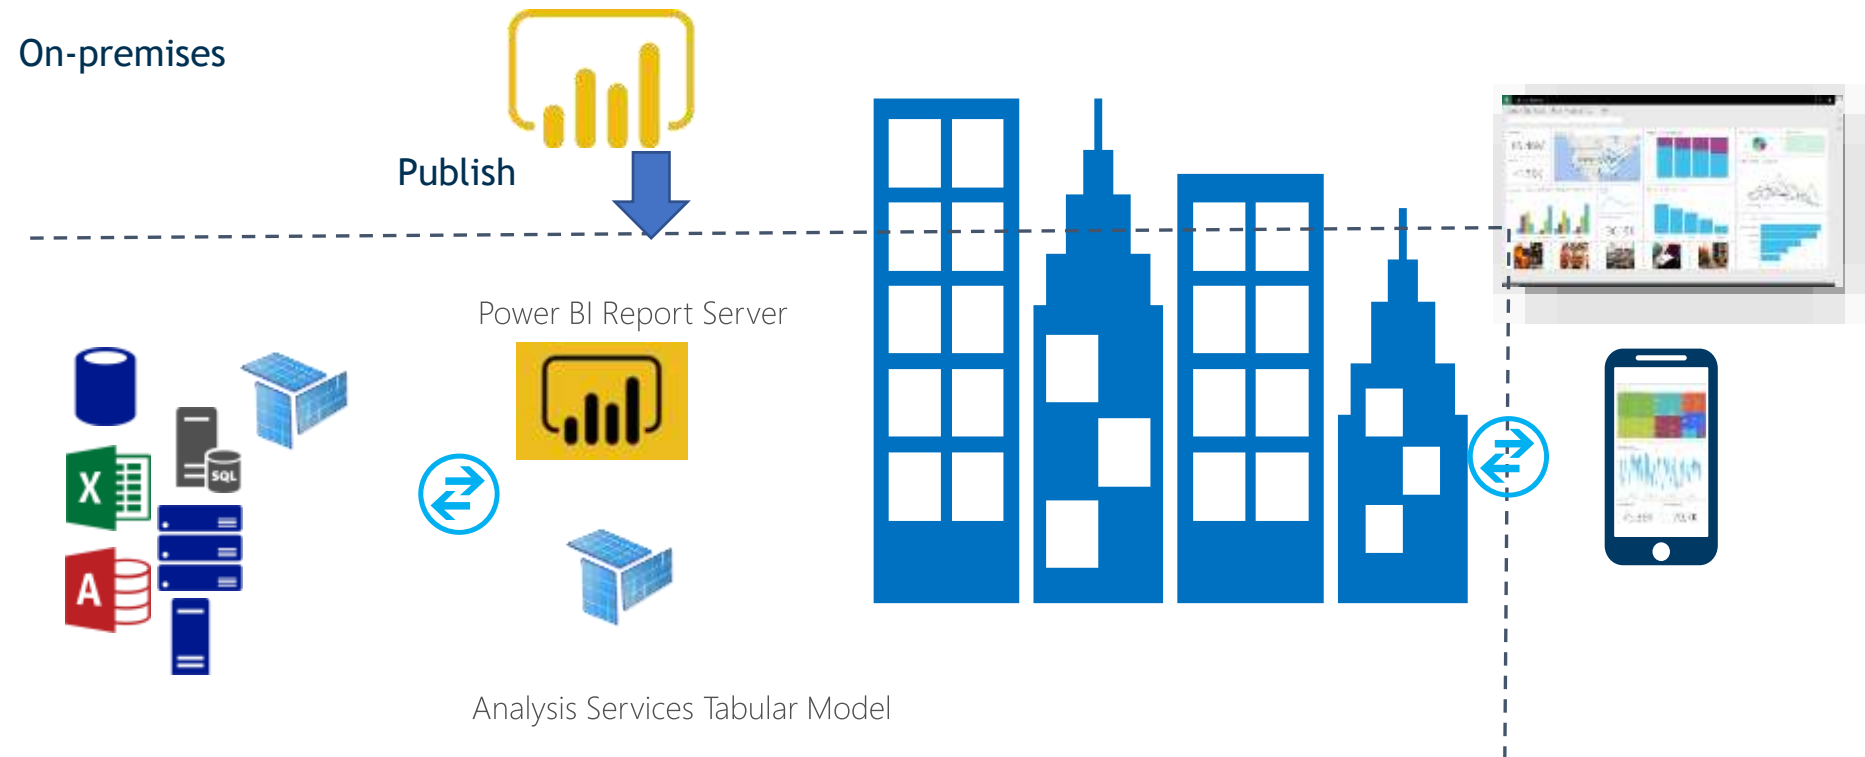 On-premises
Publish
Power BI Report Server
X
SQL
A
Analysis Services Tabular Model